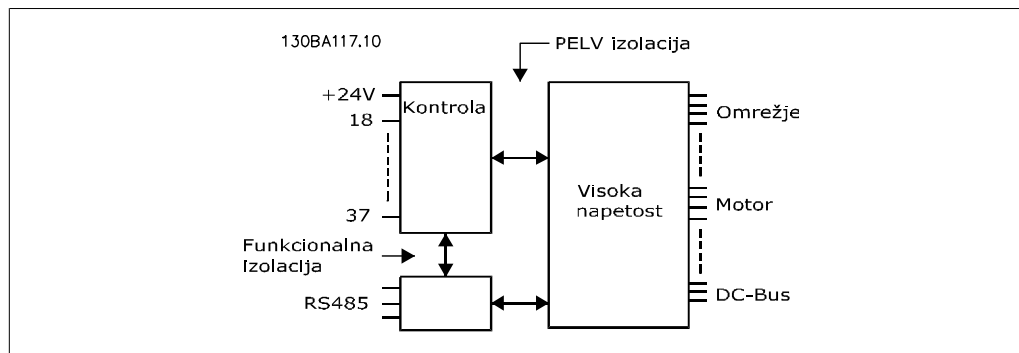 130BA117.10
PELV izolacija
+24V
Kontrola
18
Omrežje
Visoka
napetost
37
Motor
Funkcionalna
izolacija
RS485
DC-Bus